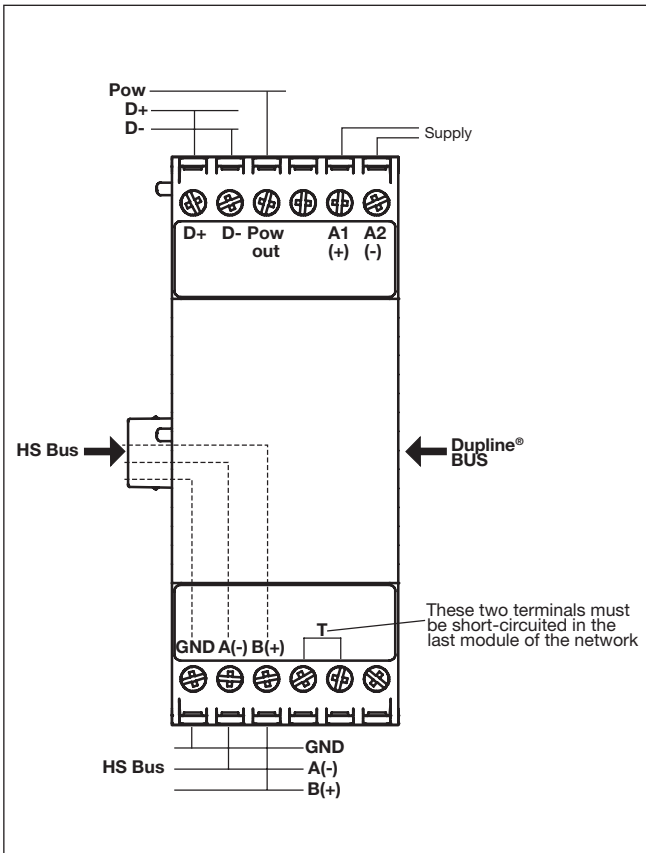 Pow
D+
D-
Supply
D+ D- Pow out A1 (+) A2 (-)
HS Bus
Dupline®
BUS
These two terminals must
be short-circuited in the
last module of the network
T
GND A(-) B(+)
GND
HS Bus A(-)
B(+)